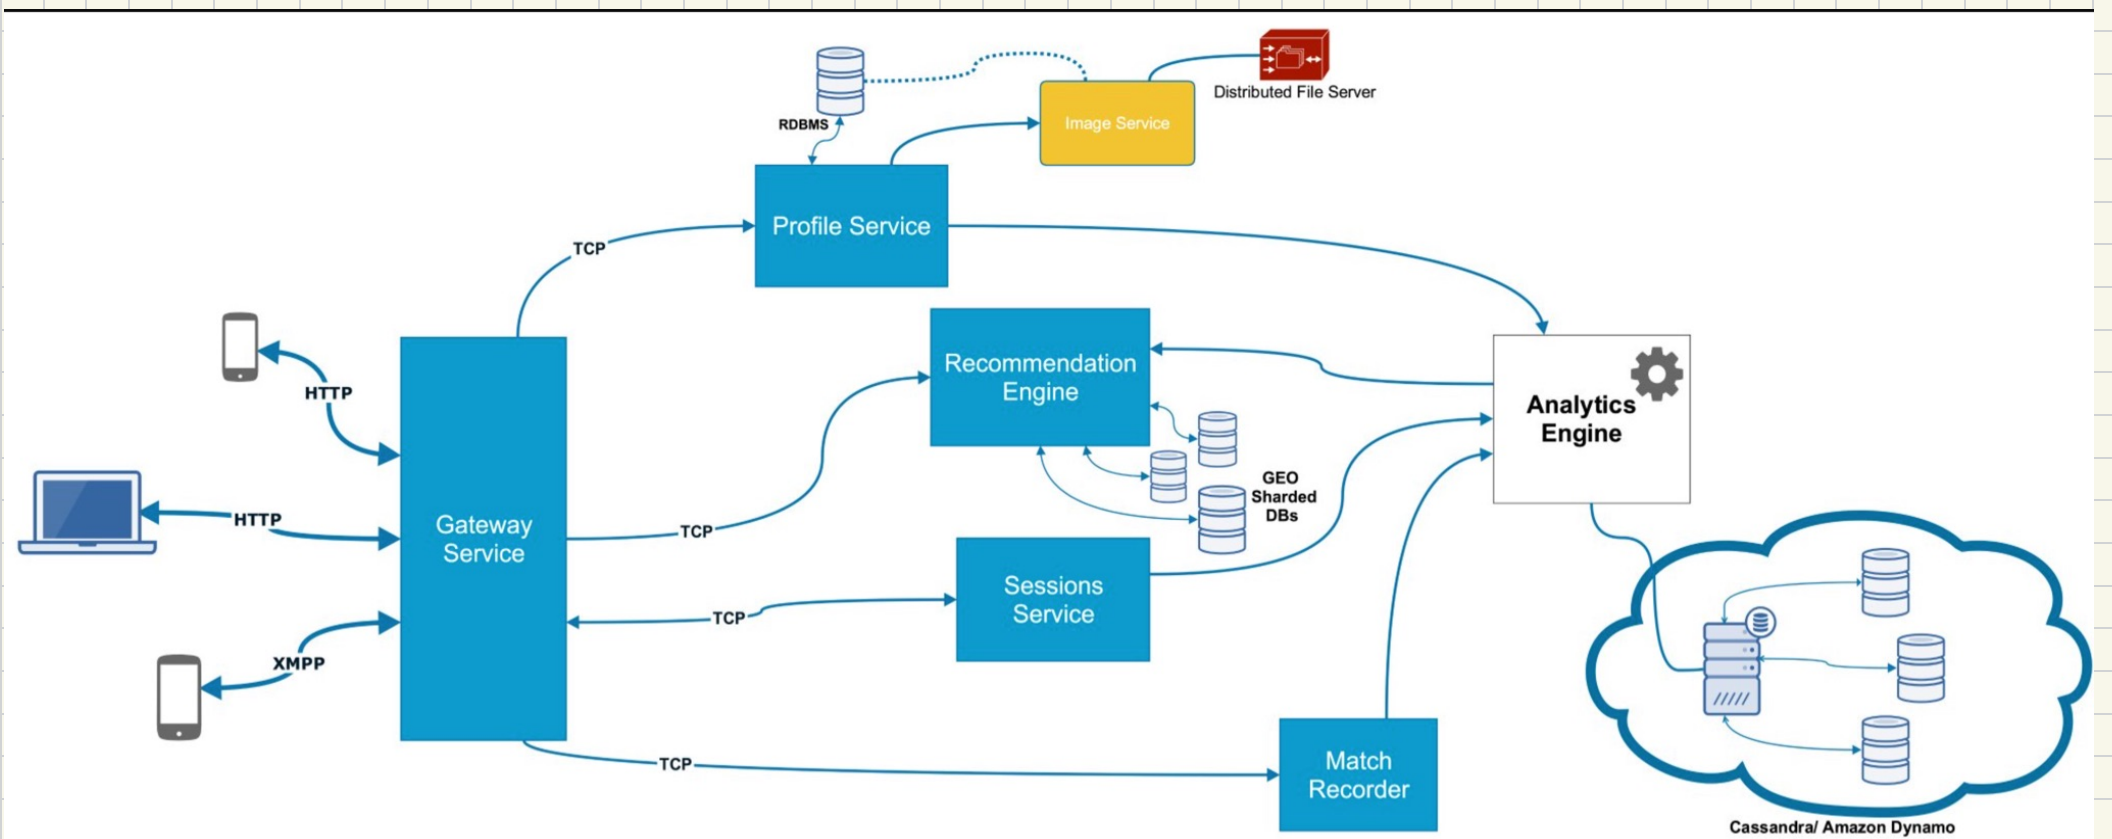 Distributed File Server
RDBMS
Image Service
Profile Service
TCP
HTTP
Recommendation
Engine
Analytics
Engine
GEO
Sharded
DBs
HTTP
Gateway
Service
TCP
Sessions
Service
TCP
XMPP
TCP
Match
Recorder
Cassandra/ Amazon Dynamo